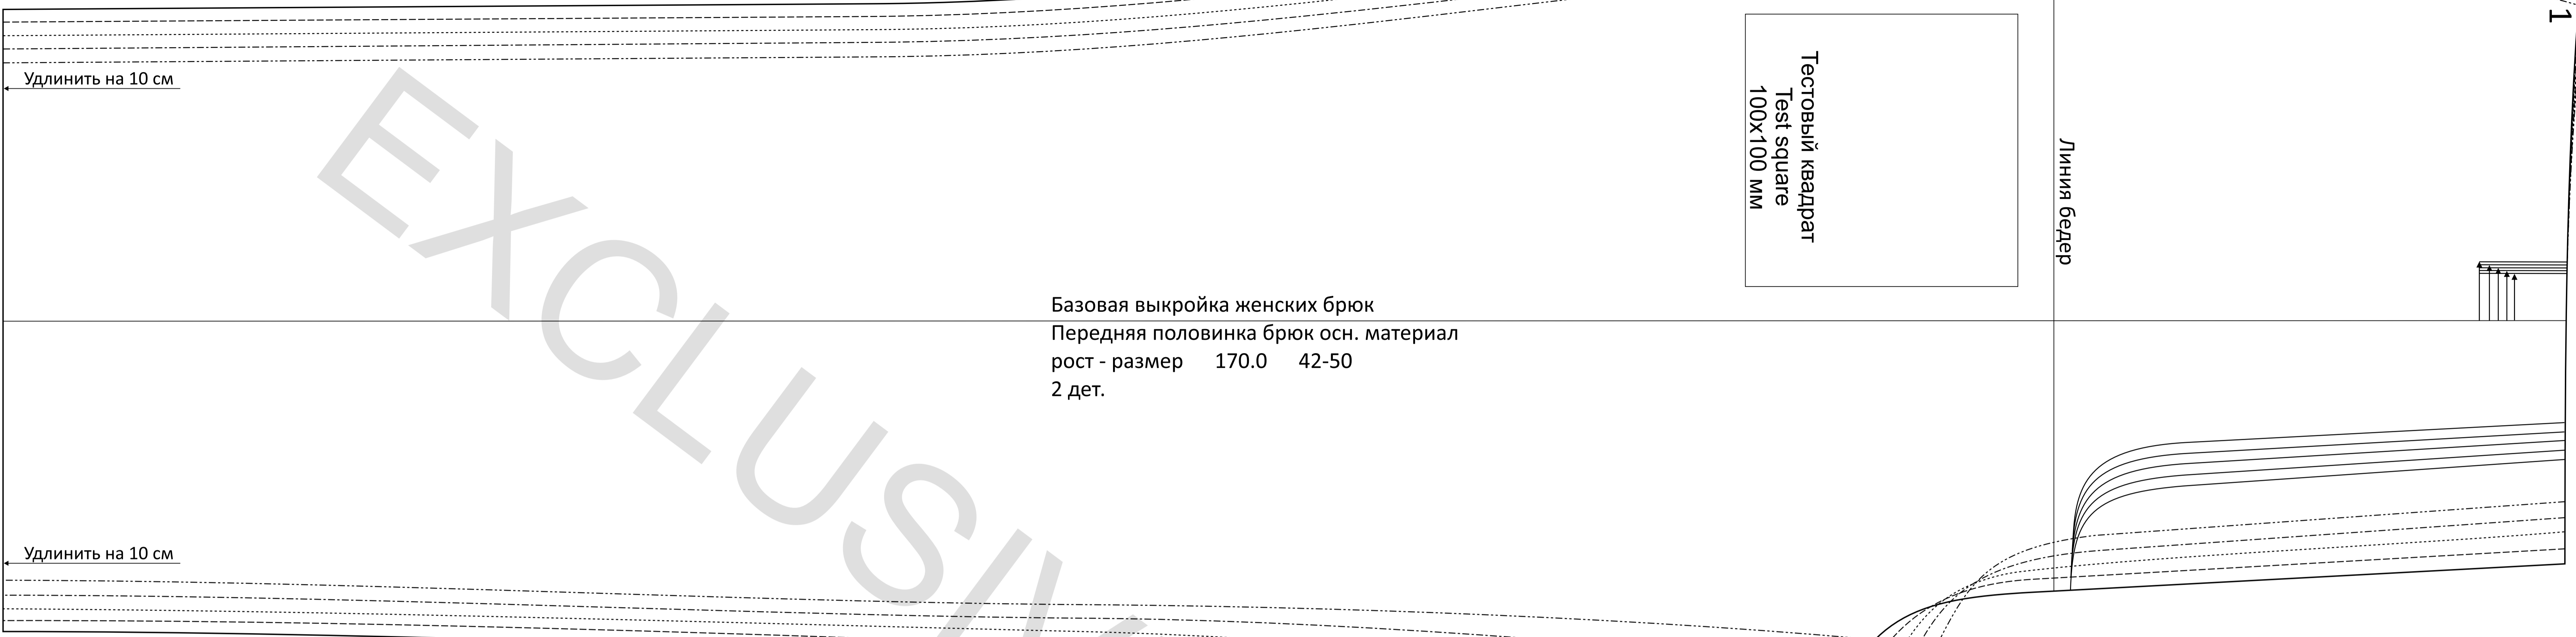 1
Удлинить на 10 см
Тестовый квадрат
Test square
100x100 мм
Линия бедер
Базовая выкройка женских брюк
Передняя половинка брюк осн. материал
рост - размер 170.0 42-50
2 дет.
Удлинить на 10 см